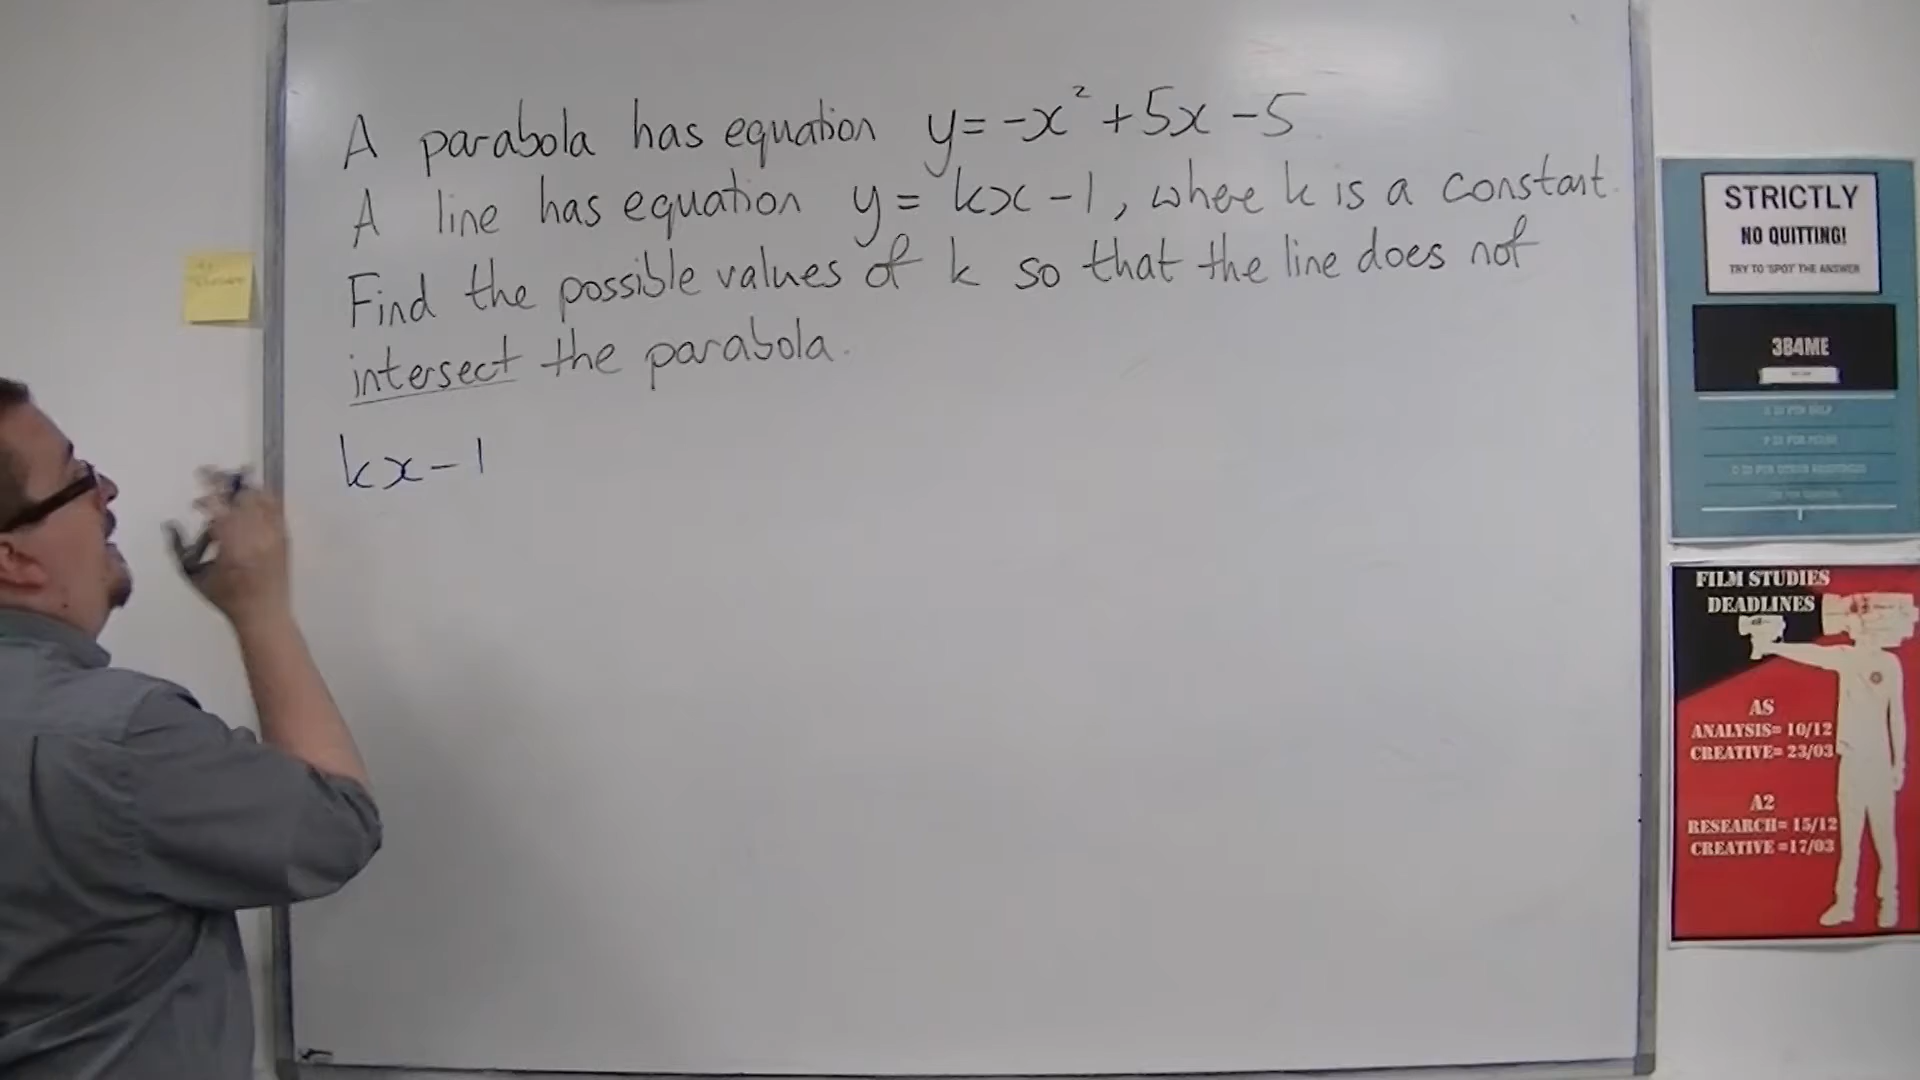 A parabola has equation y = -x² + 5x - 5.
A line has equation y = kx - 1, where k is a constant.
Find the possible values of k so that the line does not
intersect the parabola.
kx - 1
STRICTLY
NO QUITTING!
TRY TO 'SPOT' THE ANSWER
3B4ME
FILM STUDIES
DEADLINES
AS
ANALYSIS= 10/12
CREATIVE= 23/03
A2
RESEARCH= 15/12
CREATIVE =17/03